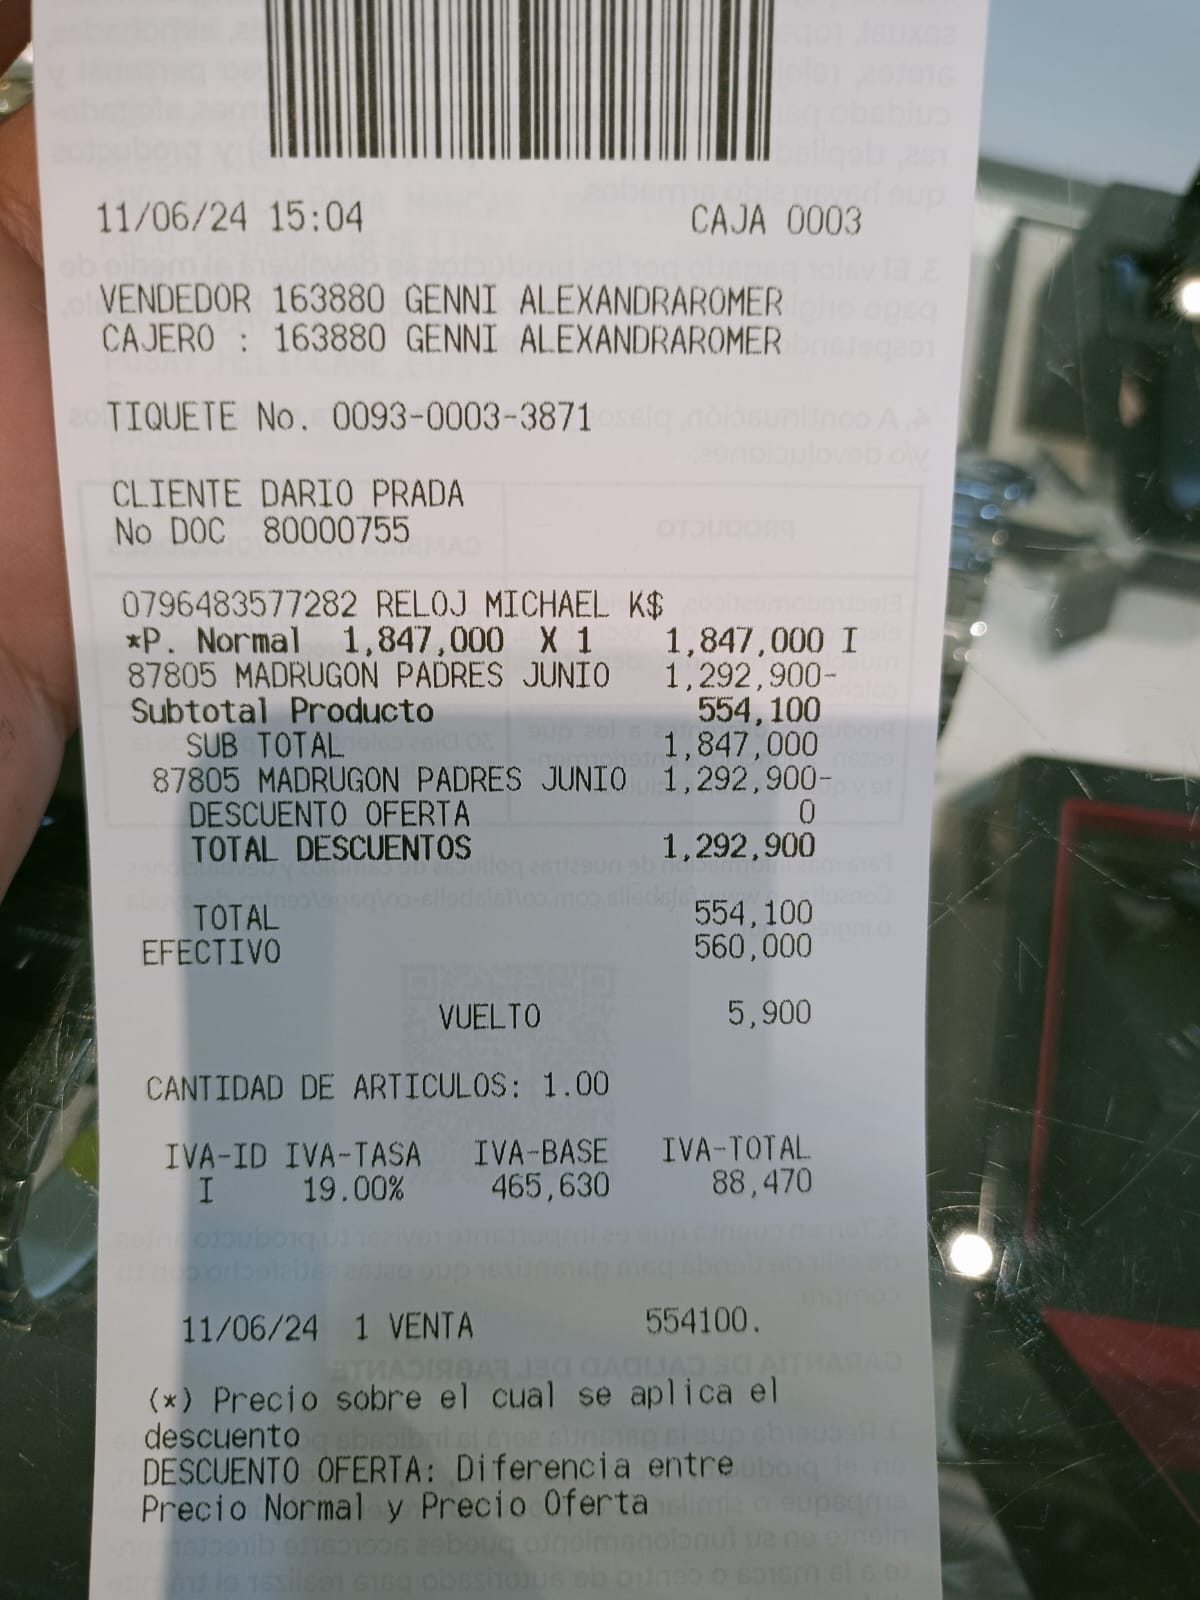 11/06/24 15:04 CAJA 0003
VENDEDOR 163880 GENNI ALEXANDRAROMER
CAJERO : 163880 GENNI ALEXANDRAROMER
TIQUETE No. 0093-0003-3871
CLIENTE DARIO PRADA
No DOC 80000755
0796483577282 RELOJ MICHAEL K$
*P. Normal 1,847,000 X 1 1,847,000 I
87805 MADRUGON PADRES JUNIO 1,292,900-
Subtotal Producto 554,100
SUB TOTAL 1,847,000
87805 MADRUGON PADRES JUNIO 1,292,900-
DESCUENTO OFERTA 0
TOTAL DESCUENTOS 1,292,900
TOTAL 554,100
EFECTIVO 560,000
VUELTO 5,900
CANTIDAD DE ARTICULOS: 1.00
IVA-ID IVA-TASA IVA-BASE IVA-TOTAL
I 19.00% 465,630 88,470
11/06/24 1 VENTA 554100.
(*) Precio sobre el cual se aplica el
descuento
DESCUENTO OFERTA: Diferencia entre
Precio Normal y Precio Oferta